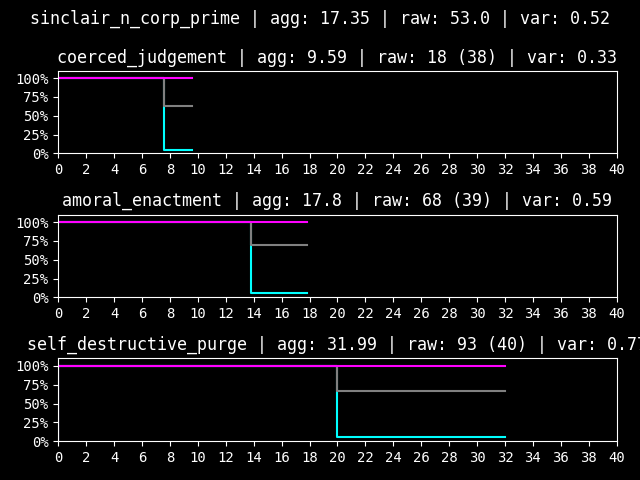 sinclair_n_corp_prime | agg: 17.35 | raw: 53.0 | var: 0.52
coerced_judgement | agg: 9.59 | raw: 18 (38) | var: 0.33
100%
75%
50%
25%
0%
0 2 4 6 8 10 12 14 16 18 20 22 24 26 28 30 32 34 36 38 40
amoral_enactment | agg: 17.8 | raw: 68 (39) | var: 0.59
100%
75%
50%
25%
0%
0 2 4 6 8 10 12 14 16 18 20 22 24 26 28 30 32 34 36 38 40
self_destructive_purge | agg: 31.99 | raw: 93 (40) | var: 0.77
100%
75%
50%
25%
0%
0 2 4 6 8 10 12 14 16 18 20 22 24 26 28 30 32 34 36 38 40